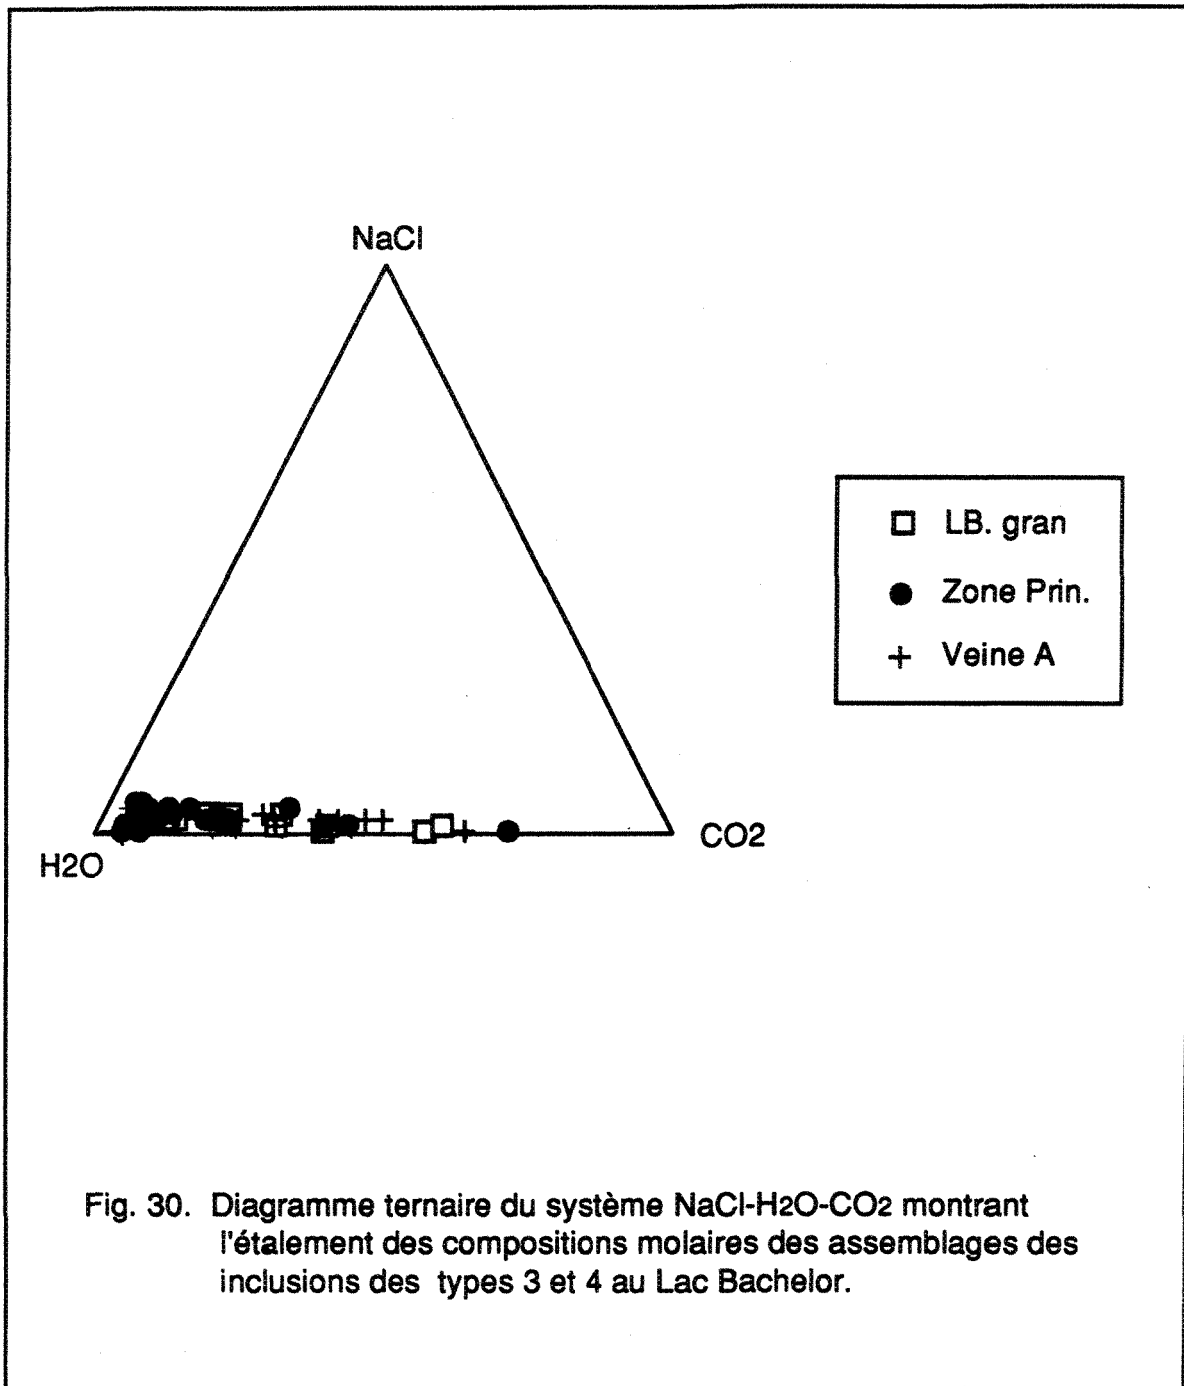 NaCl
H2O
CO2
LB. gran
Zone Prin.
Veine A
Fig. 30. Diagramme ternaire du système NaCl-H2O-CO2 montrant
l'étalement des compositions molaires des assemblages des
inclusions des types 3 et 4 au Lac Bachelor.